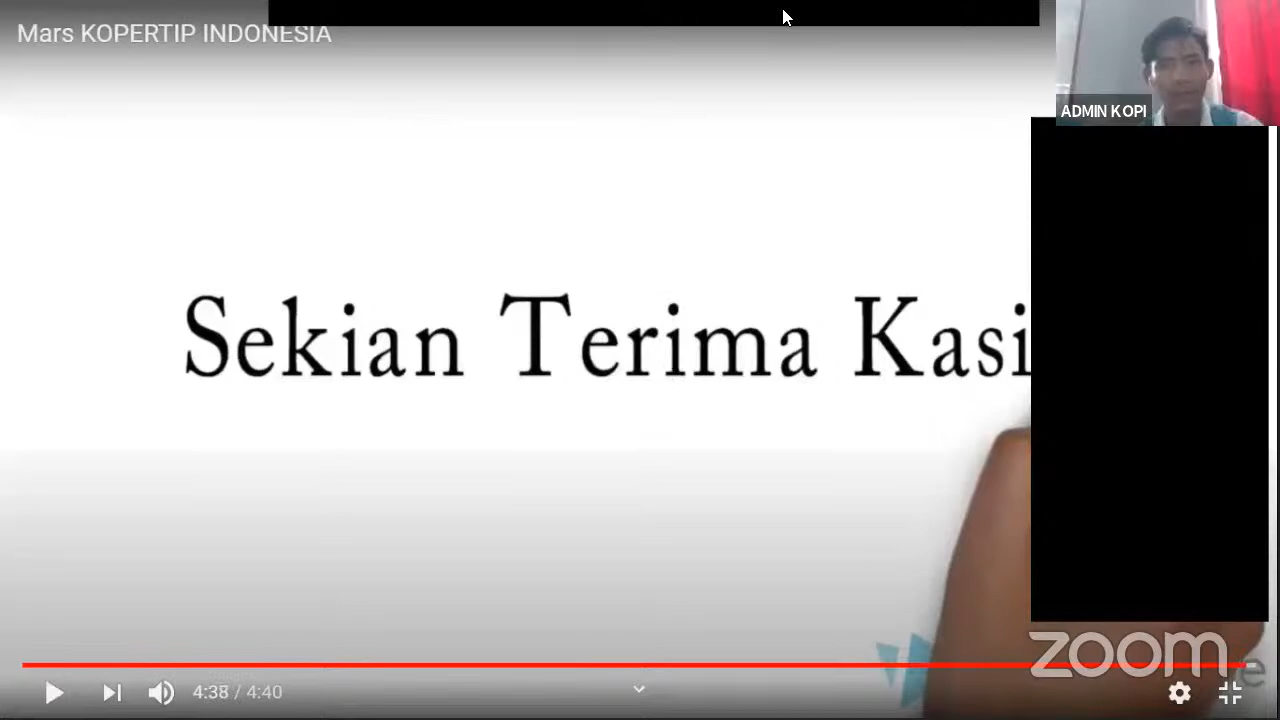 Mars KOPERTIP INDONESIA
ADMIN KOPI
Sekian Terima Kasi
zoom
4:38 / 4:40